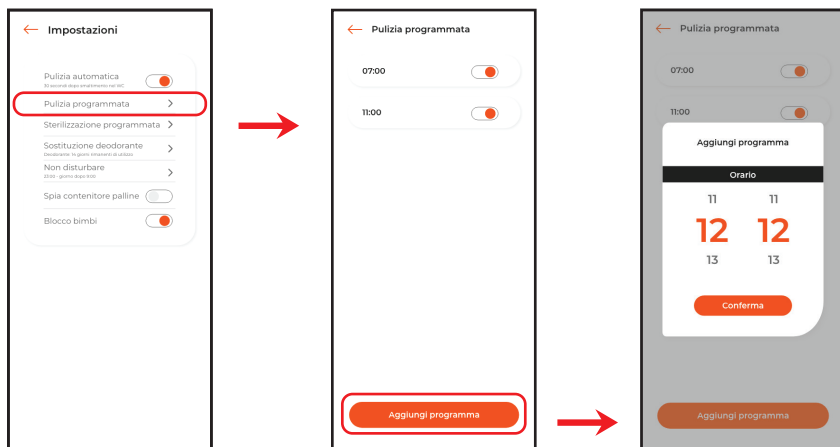 Impostazioni
Pulizia automatica
30 secondi dopo smaltimento nel WC
Pulizia programmata
Sterilizzazione programmata
Sostituzione deodorante
Deodorante: 14 giorni rimanenti di utilizzo
Non disturbare
23:00 - giorno dopo 9:00
Spia contenitore palline
Blocco bimbi
Pulizia programmata
07:00
11:00
Aggiungi programma
Pulizia programmata
07:00
11:00
Aggiungi programma
Orario
11 11
12 12
13 13
Conferma
Aggiungi programma